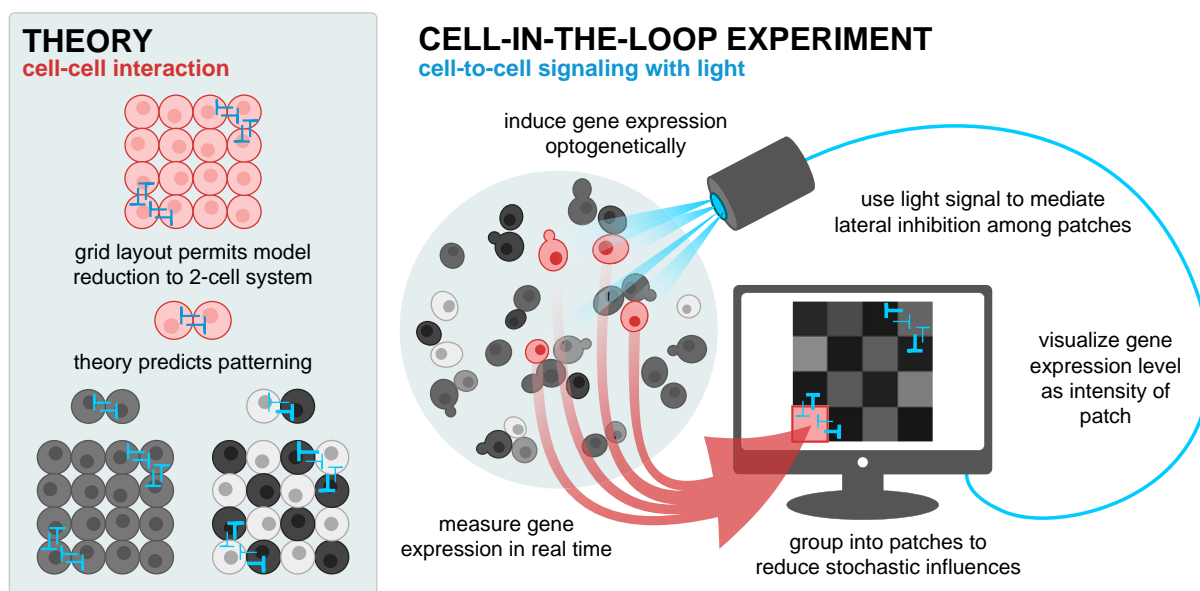 THEORY
cell-cell interaction
grid layout permits model
reduction to 2-cell system
theory predicts patterning
CELL-IN-THE-LOOP EXPERIMENT
cell-to-cell signaling with light
induce gene expression
optogenetically
use light signal to mediate
lateral inhibition among patches
visualize gene
expression level
as intensity of
patch
measure gene
expression in real time
group into patches to
reduce stochastic influences